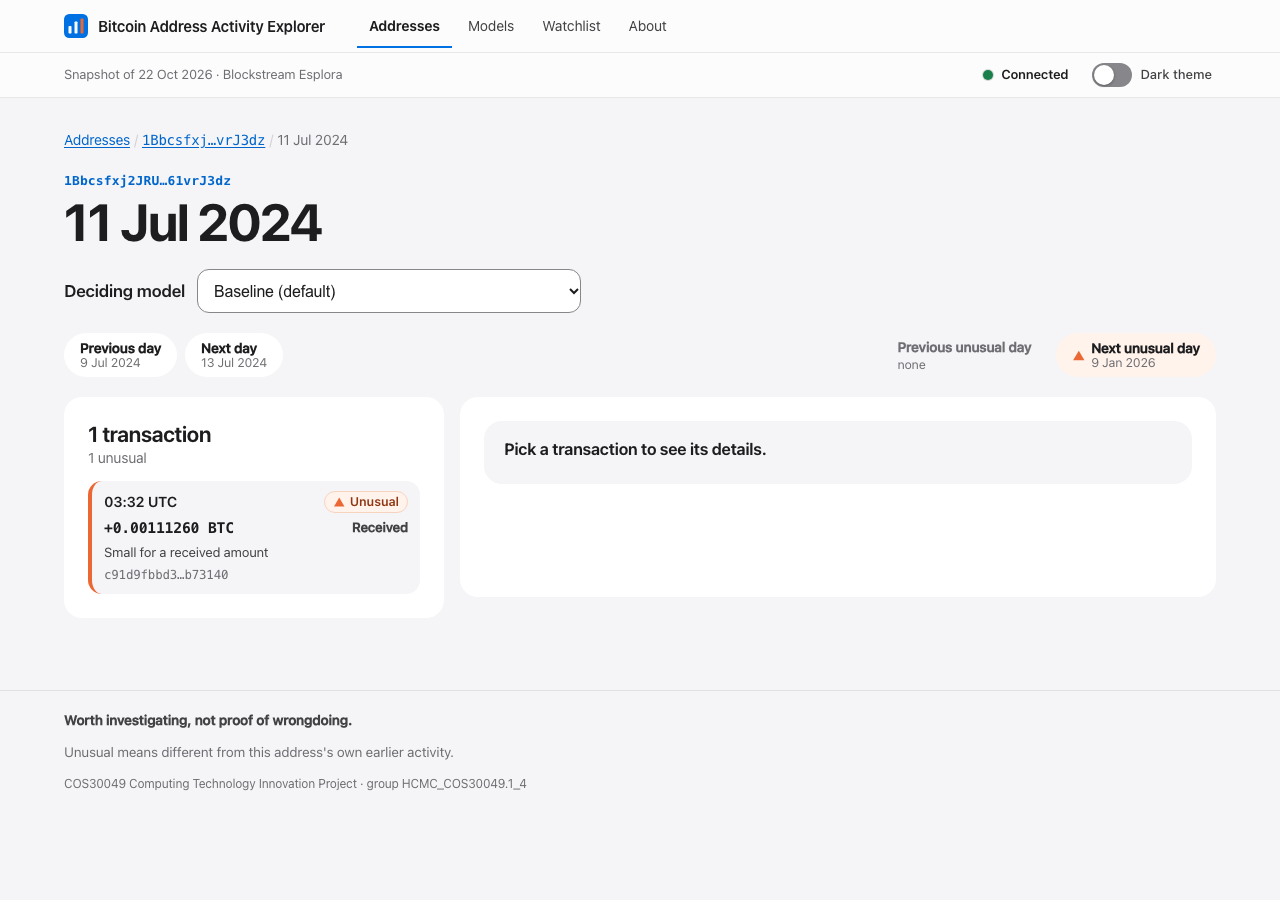 Bitcoin Address Activity Explorer
Addresses
Models
Watchlist
About
Snapshot of 22 Oct 2026 · Blockstream Esplora
Connected
Dark theme
Addresses / 1Bbcsfxj…vrJ3dz / 11 Jul 2024
1Bbcsfxj2JRU…61vrJ3dz
11 Jul 2024
Deciding model
Baseline (default)
Previous day
9 Jul 2024
Next day
13 Jul 2024
Previous unusual day
none
Next unusual day
9 Jan 2026
1 transaction
1 unusual
03:32 UTC
Unusual
+0.00111260 BTC
Received
Small for a received amount
c91d9fbbd3…b73140
Pick a transaction to see its details.
Worth investigating, not proof of wrongdoing.
Unusual means different from this address's own earlier activity.
COS30049 Computing Technology Innovation Project · group HCMC_COS30049.1_4